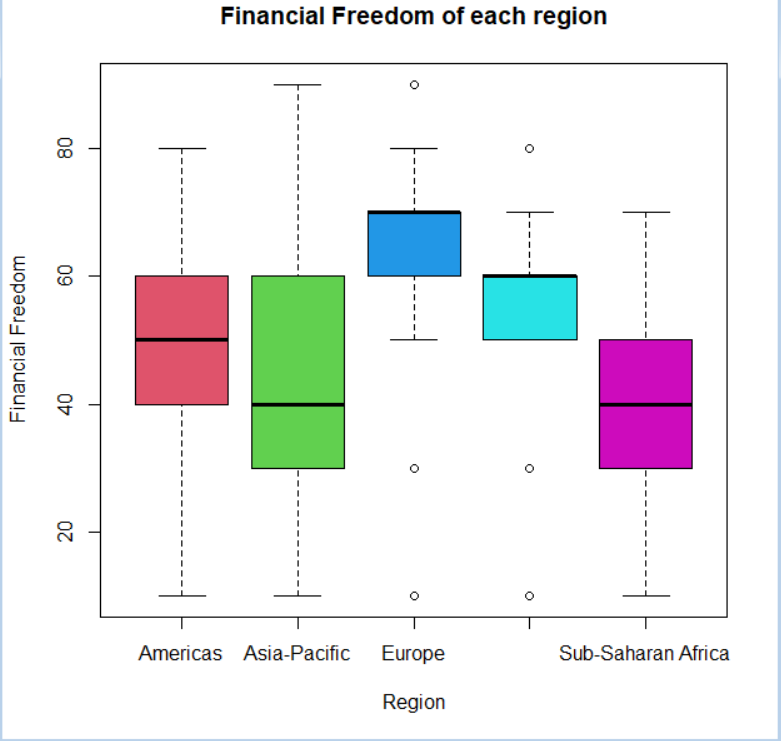 Financial Freedom of each region
Financial Freedom
80
60
40
20
Americas Asia-Pacific Europe Sub-Saharan Africa
Region